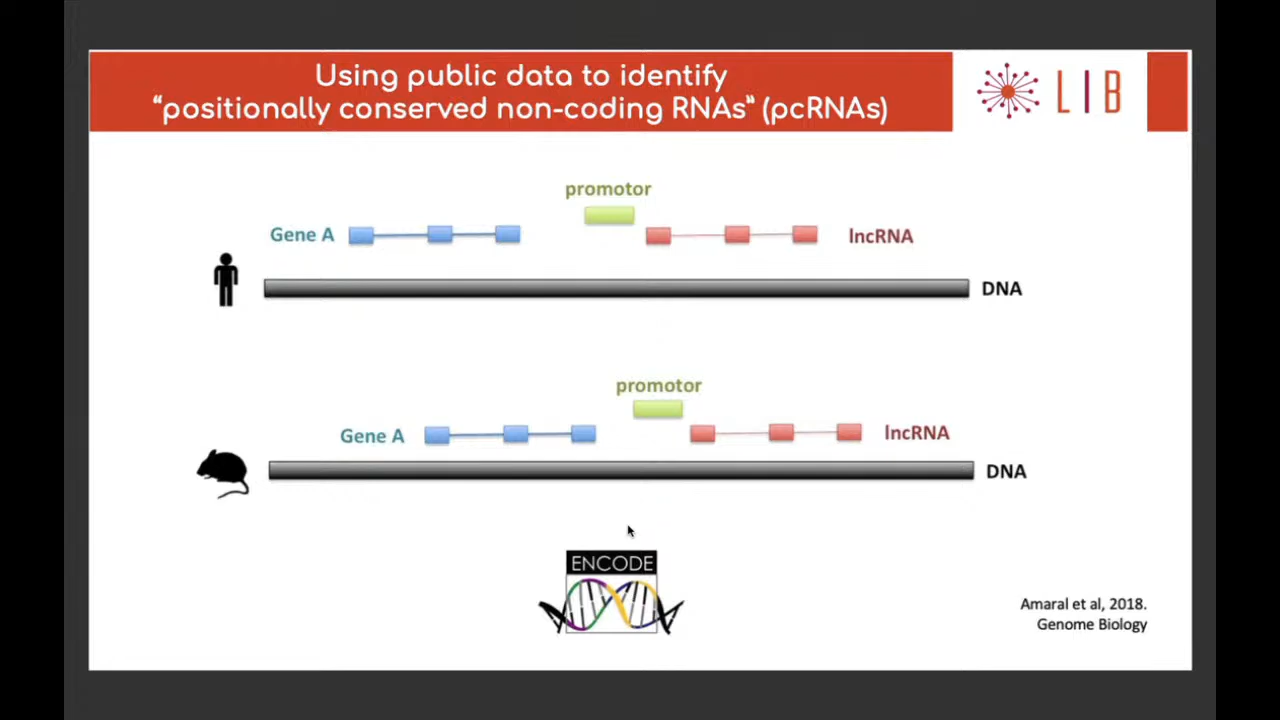 Using public data to identify
“positionally conserved non-coding RNAs” (pcRNAs)
LIB
promotor
Gene A
lncRNA
DNA
promotor
Gene A
lncRNA
DNA
ENCODE
Amaral et al, 2018.
Genome Biology